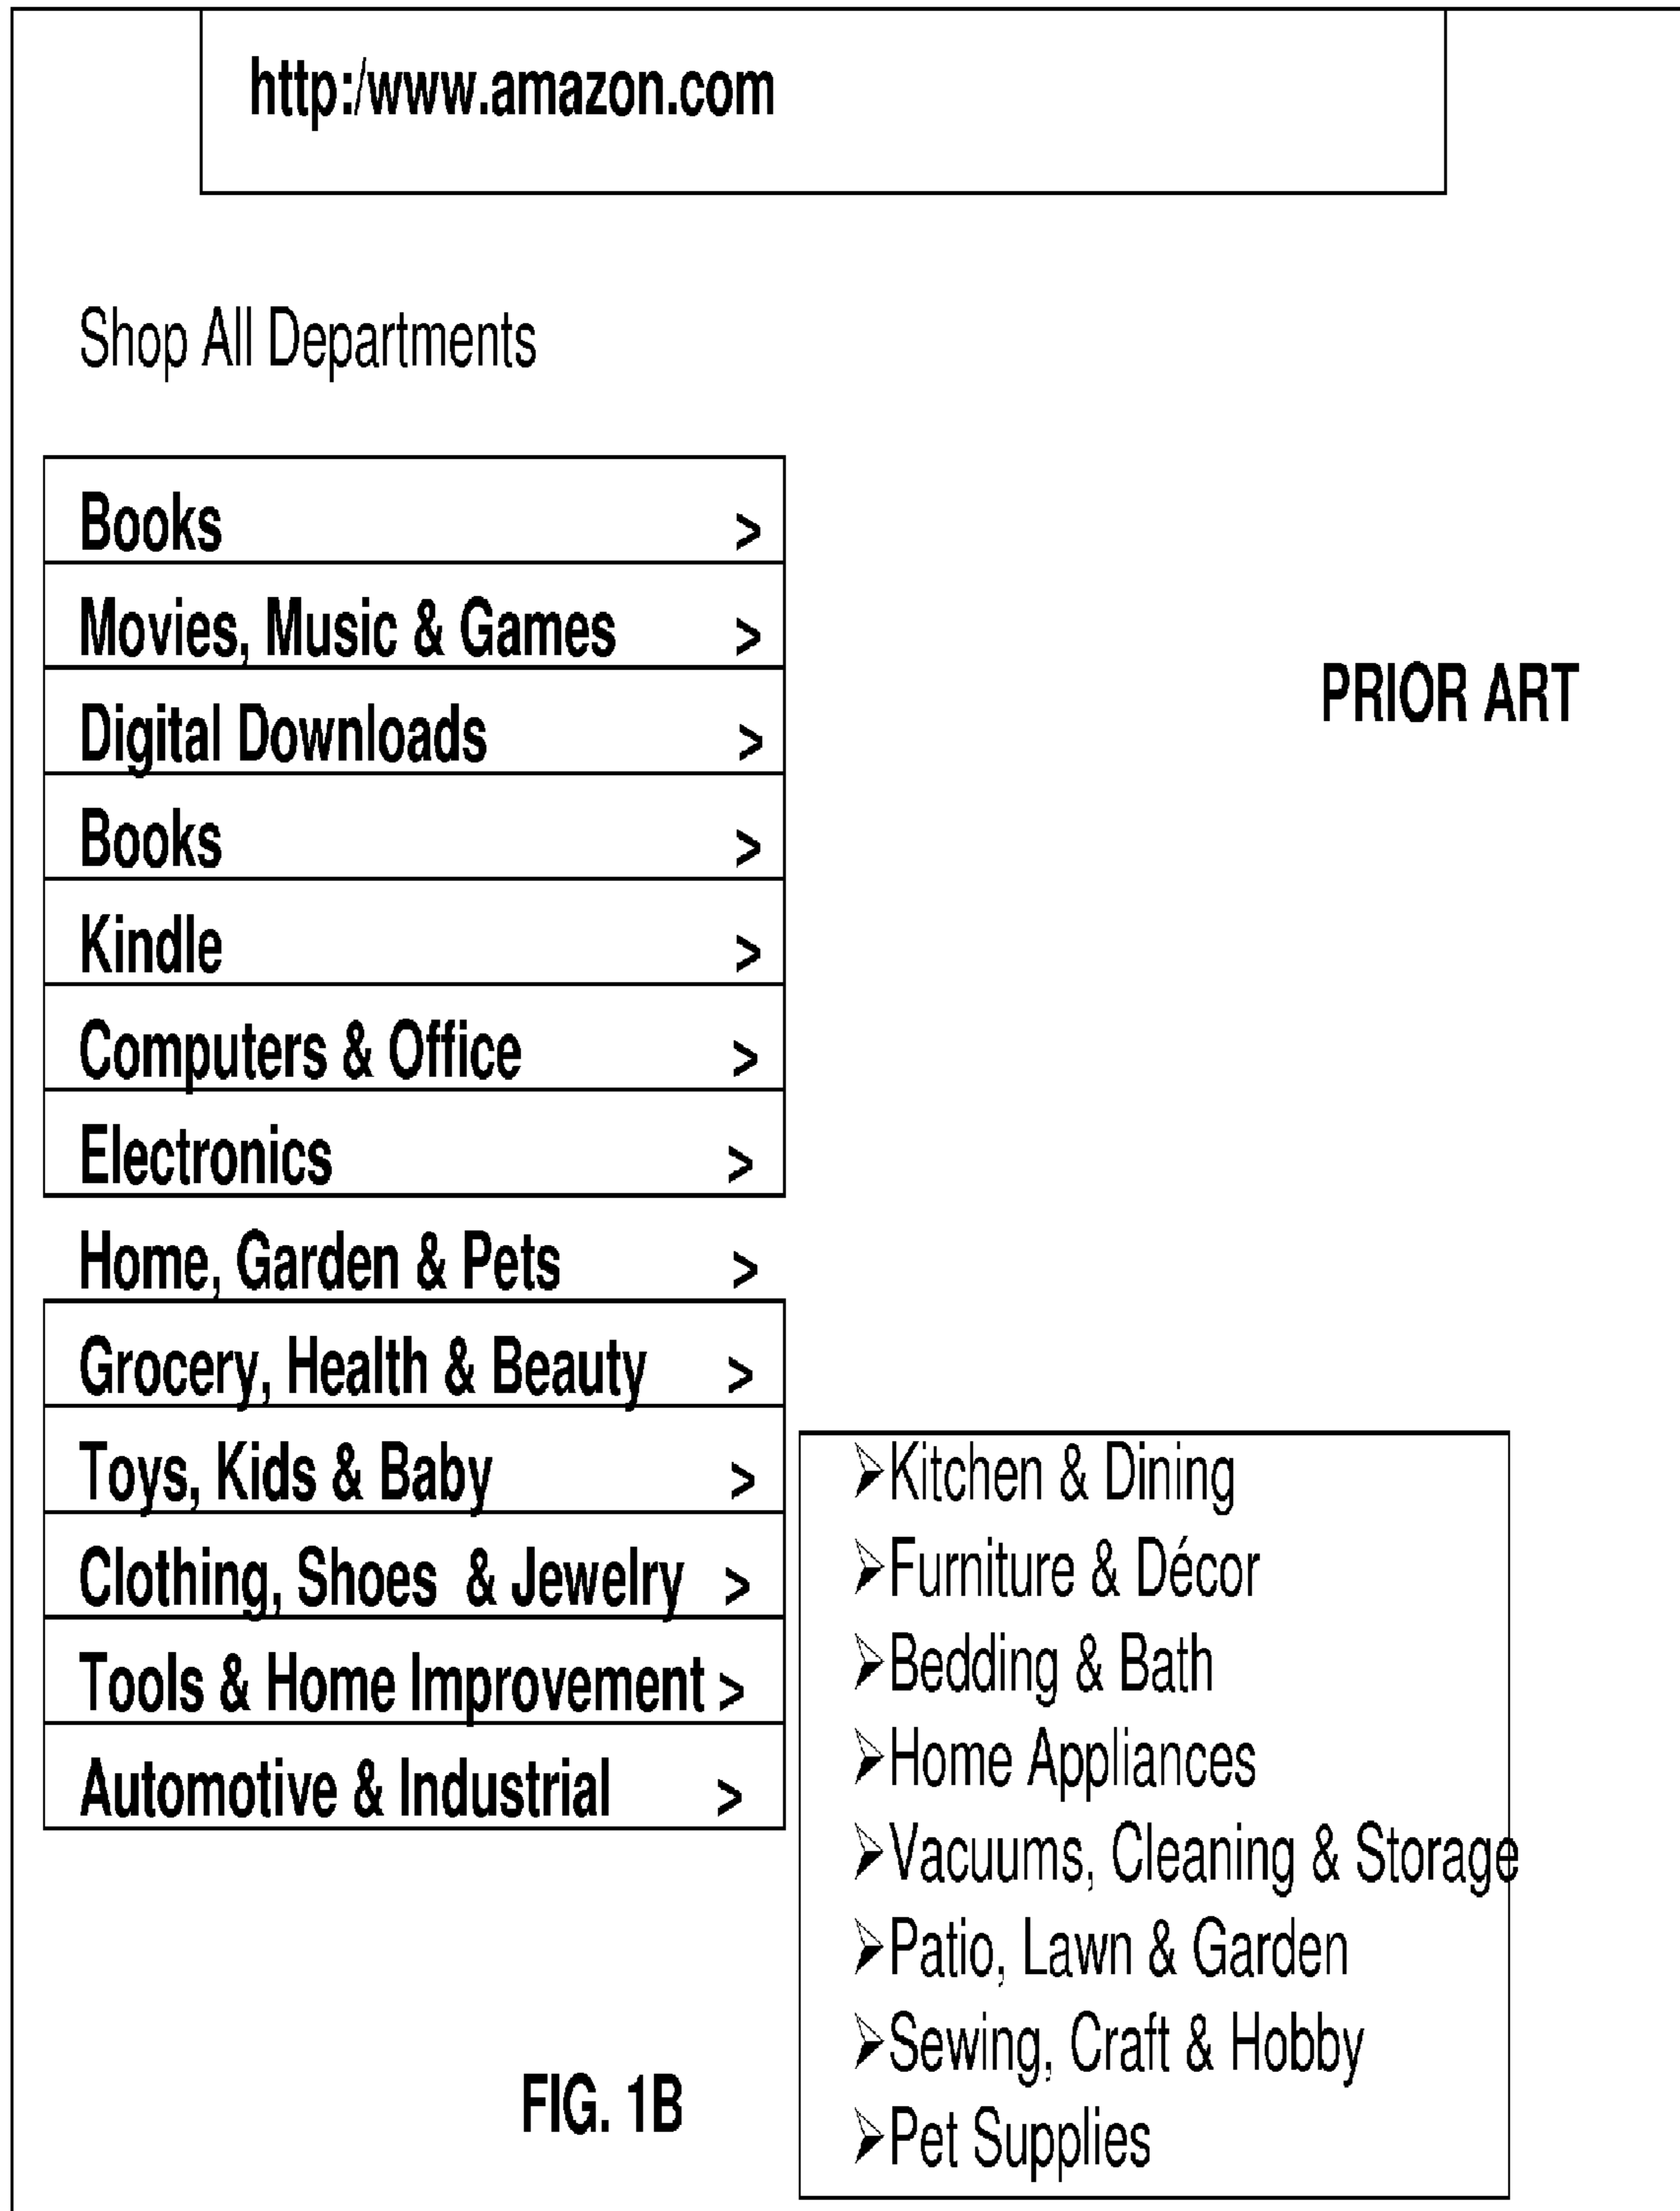 http:/www.amazon.com
Shop All Departments
Books >
Movies, Music & Games >
Digital Downloads >
Books >
Kindle >
Computers & Office >
Electronics >
Home, Garden & Pets >
Grocery, Health & Beauty >
Toys, Kids & Baby >
Clothing, Shoes & Jewelry >
Tools & Home Improvement >
Automotive & Industrial >
PRIOR ART
➢Kitchen & Dining
➢Furniture & Décor
➢Bedding & Bath
➢Home Appliances
➢Vacuums, Cleaning & Storage
➢Patio, Lawn & Garden
➢Sewing, Craft & Hobby
➢Pet Supplies
FIG. 1B